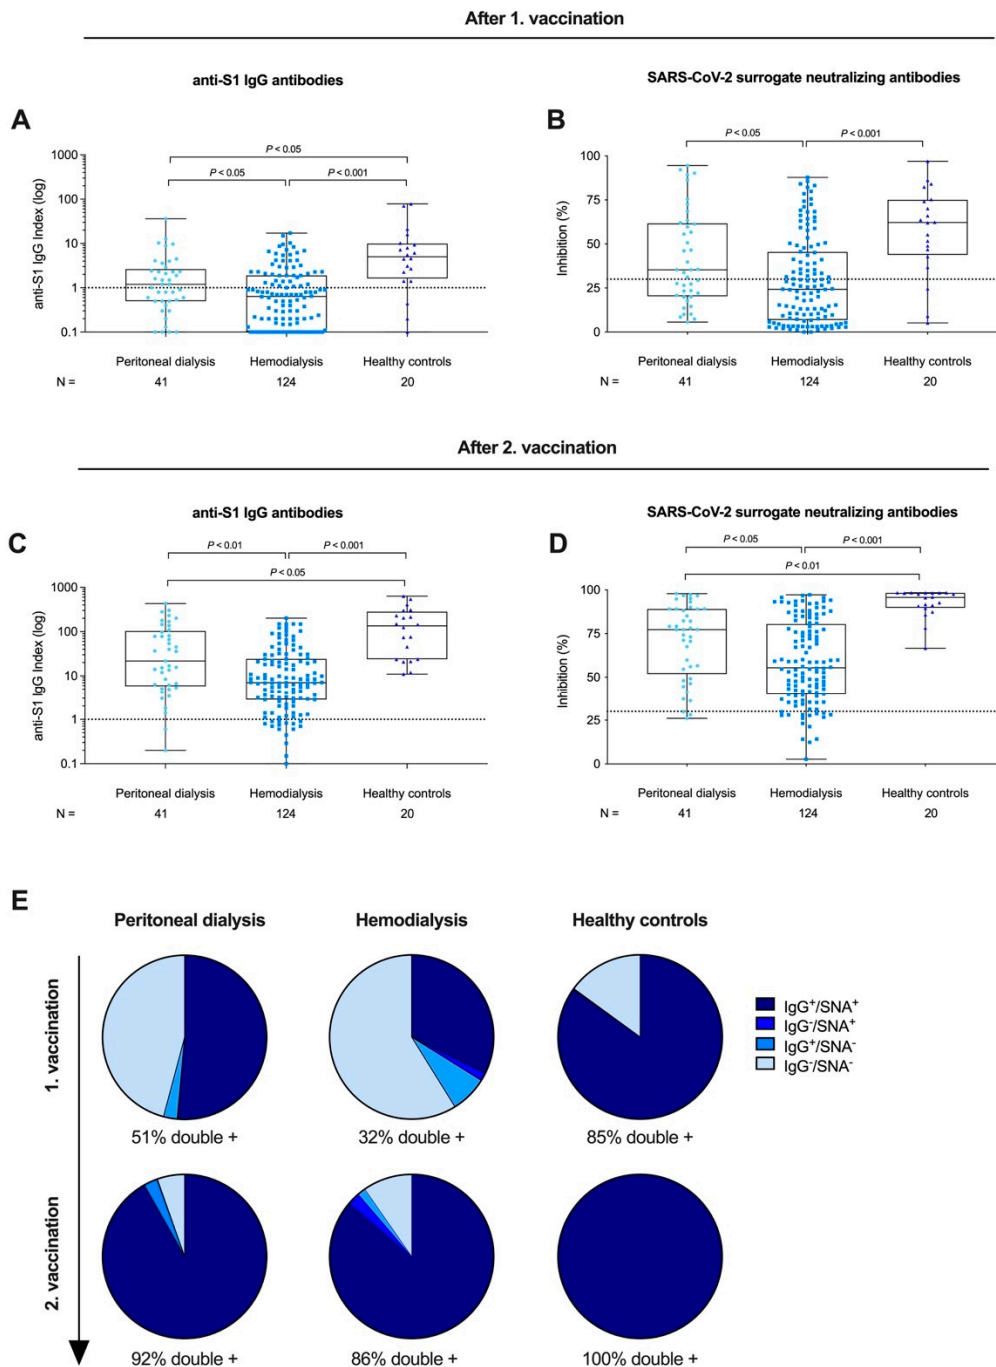 After 1. vaccination
anti-S1 IgG antibodies
SARS-CoV-2 surrogate neutralizing antibodies
A
P < 0.05
P < 0.05
P < 0.001
1000
100
10
1
0.1
anti-S1 IgG Index (log)
Peritoneal dialysis
Hemodialysis
Healthy controls
N =
41
124
20
B
P < 0.05
P < 0.001
100
75
50
25
0
Inhibition (%)
Peritoneal dialysis
Hemodialysis
Healthy controls
N =
41
124
20
After 2. vaccination
anti-S1 IgG antibodies
SARS-CoV-2 surrogate neutralizing antibodies
C
P < 0.01
P < 0.001
P < 0.05
1000
100
10
1
0.1
anti-S1 IgG Index (log)
Peritoneal dialysis
Hemodialysis
Healthy controls
N =
41
124
20
D
P < 0.05
P < 0.001
P < 0.01
100
75
50
25
0
Inhibition (%)
Peritoneal dialysis
Hemodialysis
Healthy controls
N =
41
124
20
E
Peritoneal dialysis
Hemodialysis
Healthy controls
1. vaccination
51% double +
32% double +
85% double +
IgG⁺/SNA⁺
IgG⁻/SNA⁺
IgG⁺/SNA⁻
IgG⁻/SNA⁻
2. vaccination
92% double +
86% double +
100% double +